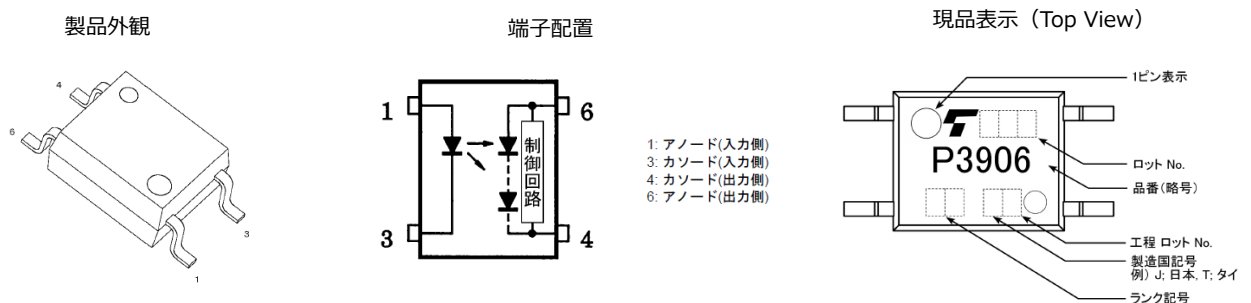 製品外観
端子配置
現品表示（Top View）
4
6
3
1
1
3
6
4
制御回路
1: アノード(入力側)
3: カソード(入力側)
4: カソード(出力側)
6: アノード(出力側)
P3906
1ピン表示
ロット No.
品番(略号)
工程 ロット No.
製造国記号
例) J; 日本, T; タイ
ランク記号